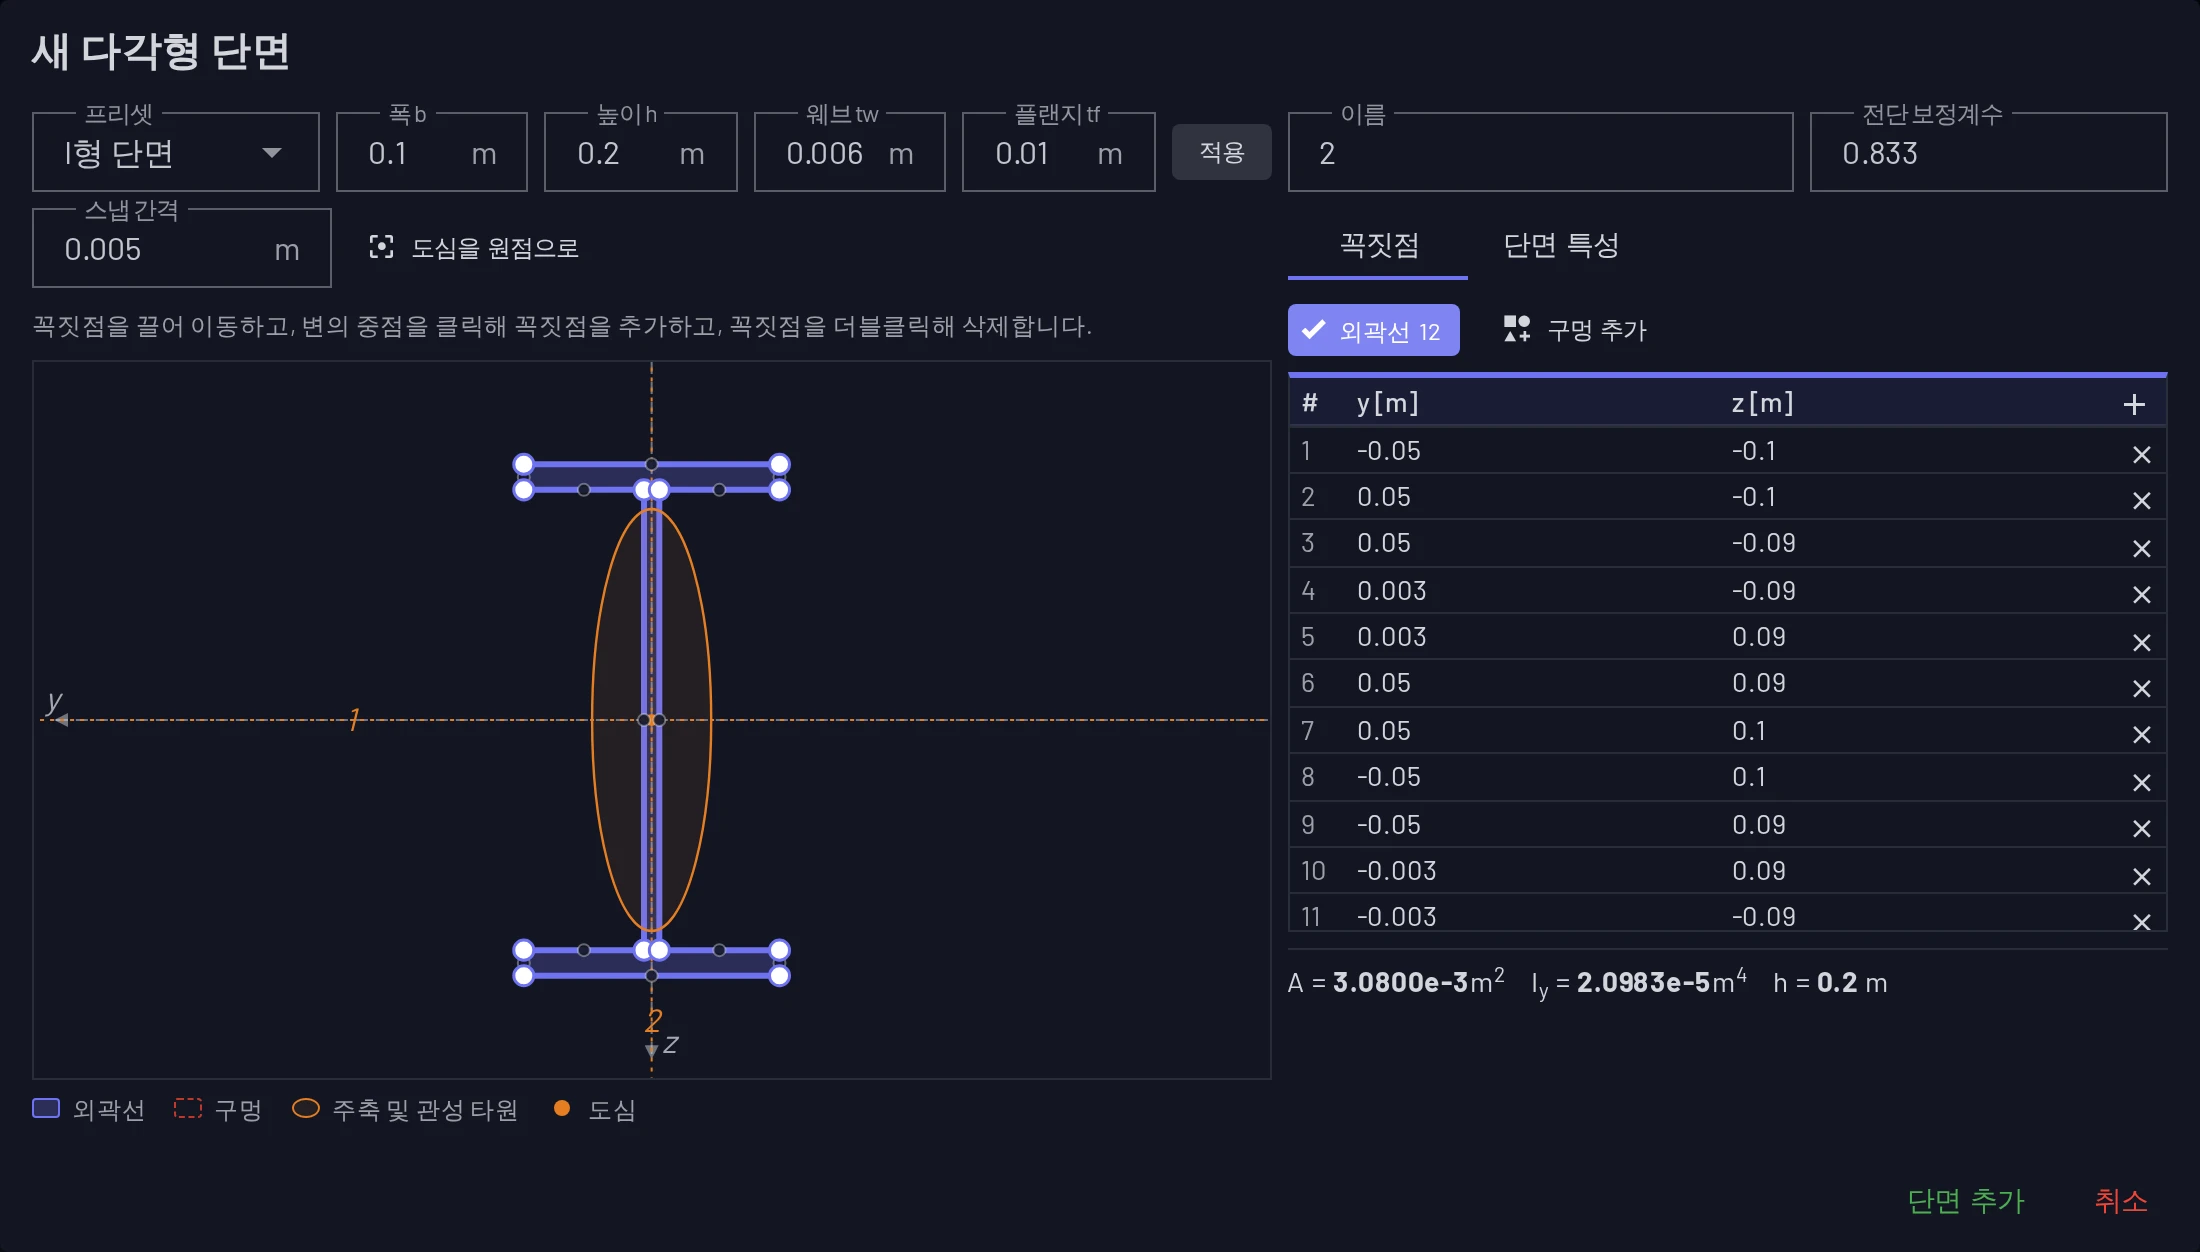 새 다각형 단면
프리셋
I형 단면
폭 b
0.1 m
높이 h
0.2 m
웨브 tw
0.006 m
플랜지 tf
0.01 m
적용
이름
2
전단 보정계수
0.833
스냅 간격
0.005 m
도심을 원점으로
꼭짓점 단면 특성
꼭짓점을 끌어 이동하고, 변의 중점을 클릭해 꼭짓점을 추가하고, 꼭짓점을 더블클릭해 삭제합니다.
외곽선 12 구멍 추가
# y [m] z [m]
1 -0.05 -0.1
2 0.05 -0.1
3 0.05 -0.09
4 0.003 -0.09
5 0.003 0.09
6 0.05 0.09
7 0.05 0.1
8 -0.05 0.1
9 -0.05 0.09
10 -0.003 0.09
11 -0.003 -0.09
y
1
2
z
A = 3.0800e-3m² I_y = 2.0983e-5m⁴ h = 0.2 m
외곽선 구멍 주축 및 관성 타원 도심
단면 추가 취소